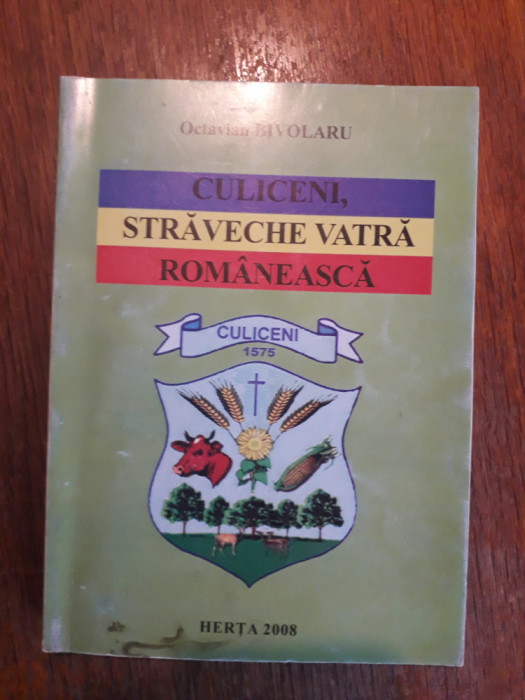 Octavian BIVOLARU
CULICENI,
STRĂVECHE VATRĂ
ROMÂNEASCĂ
CULICENI
1575
HERȚA 2008